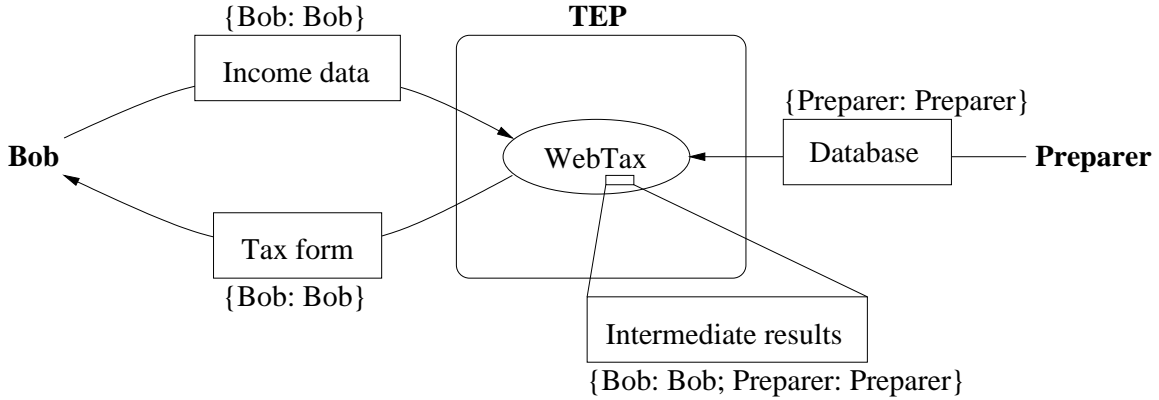 {Bob: Bob}
TEP
Income data
{Preparer: Preparer}
Bob
WebTax
Database
Preparer
Tax form
{Bob: Bob}
Intermediate results
{Bob: Bob; Preparer: Preparer}